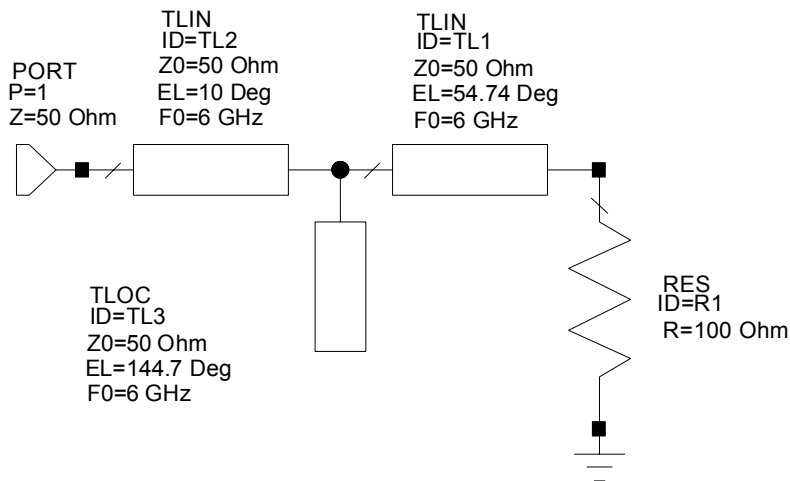 PORT
P=1
Z=50 Ohm
TLIN
ID=TL2
Z0=50 Ohm
EL=10 Deg
F0=6 GHz
TLIN
ID=TL1
Z0=50 Ohm
EL=54.74 Deg
F0=6 GHz
TLOC
ID=TL3
Z0=50 Ohm
EL=144.7 Deg
F0=6 GHz
RES
ID=R1
R=100 Ohm